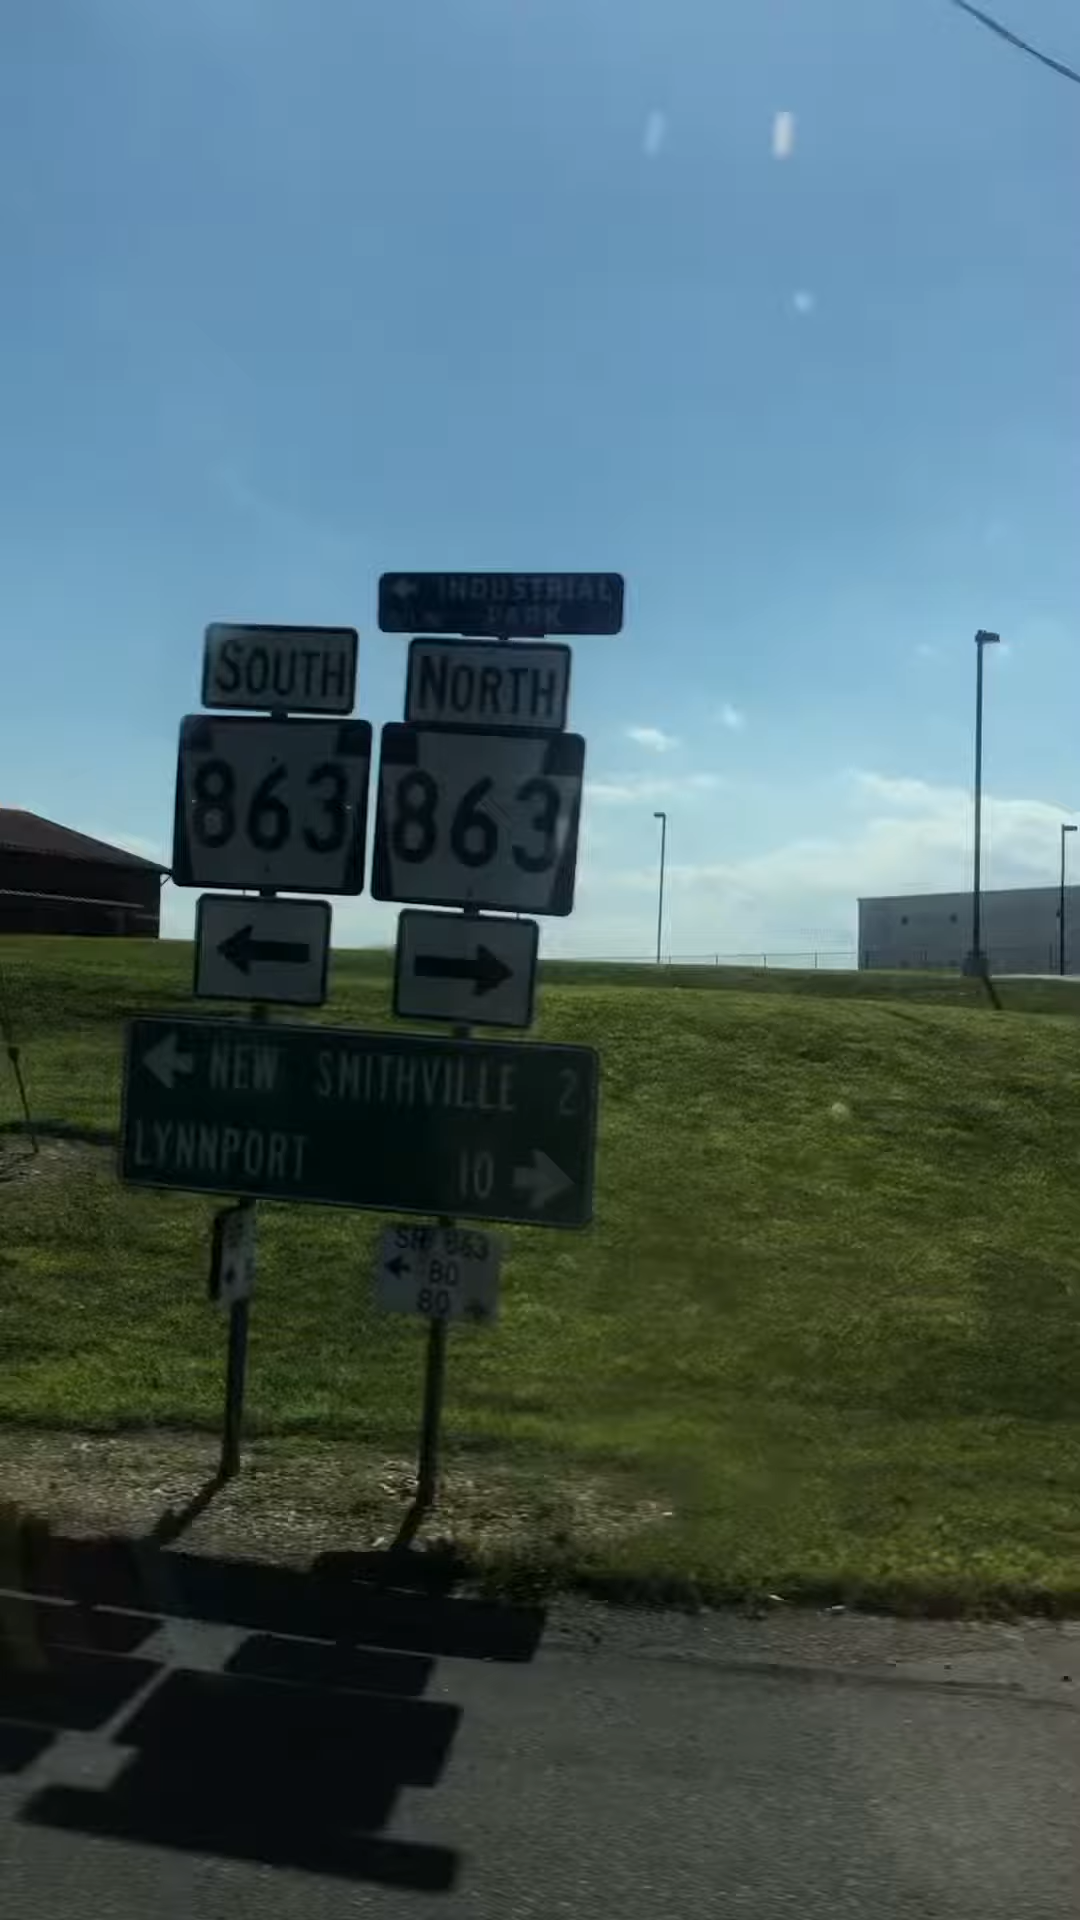 INDUSTRIAL
PARK
SOUTH
NORTH
863
863
NEW SMITHVILLE 2
LYNNPORT 10
SR 863
80
80